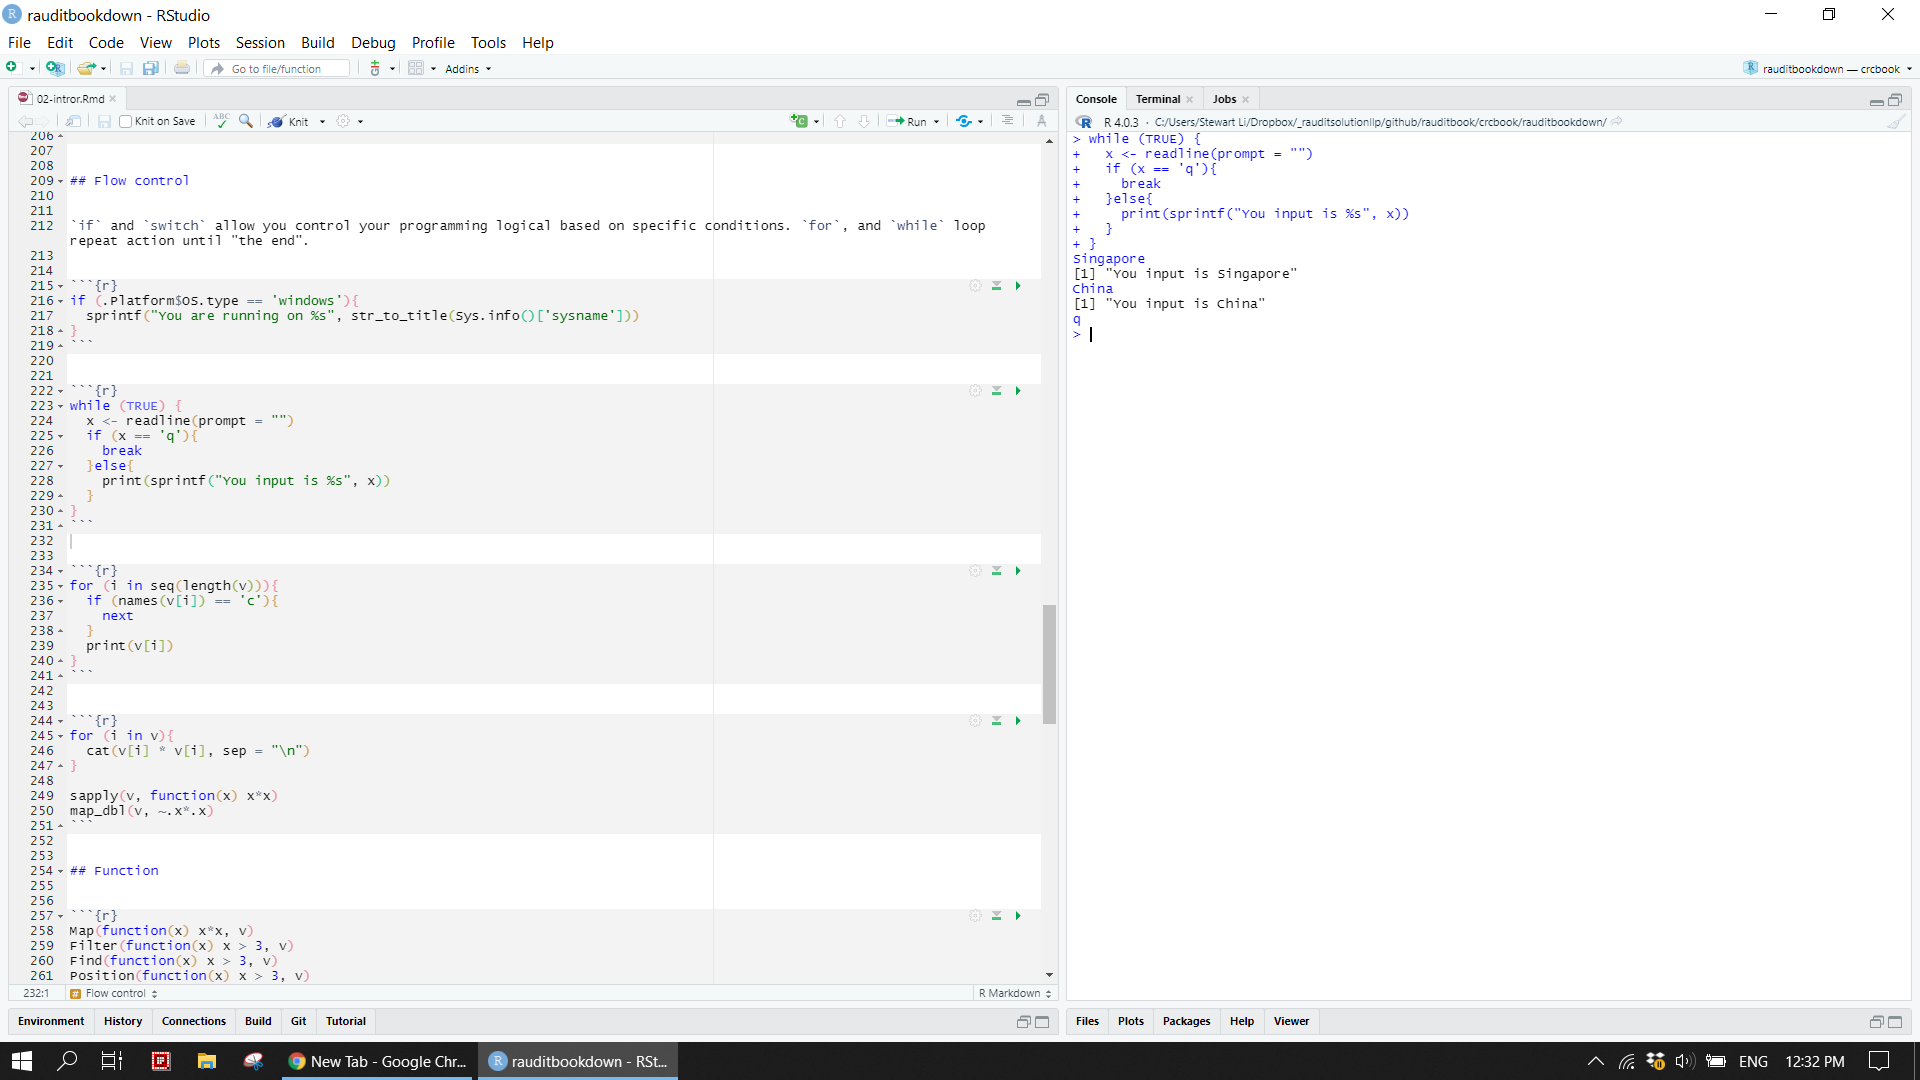 rauditbookdown - RStudio
File Edit Code View Plots Session Build Debug Profile Tools Help
Go to file/function Addins rauditbookdown — crcbook
02-intror.Rmd
Knit on Save ABC Knit Run
206
207
208
209 ## Flow control
210
211
212 `if` and `switch` allow you control your programming logical based on specific conditions. `for`, and `while` loop
repeat action until "the end".
213
214
215 ```{r}
216 if (.Platform$OS.type == 'windows'){
217   sprintf("You are running on %s", str_to_title(Sys.info()['sysname']))
218 }
219 ```
220
221
222 ```{r}
223 while (TRUE) {
224   x <- readline(prompt = "")
225   if (x == 'q'){
226     break
227   }else{
228     print(sprintf("You input is %s", x))
229   }
230 }
231 ```
232
233
234 ```{r}
235 for (i in seq(length(v))){
236   if (names(v[i]) == 'c'){
237     next
238   }
239   print(v[i])
240 }
241 ```
242
243
244 ```{r}
245 for (i in v){
246   cat(v[i] * v[i], sep = "\n")
247 }
248
249 sapply(v, function(x) x*x)
250 map_dbl(v, ~.x*.x)
251 ```
252
253
254 ## Function
255
256
257 ```{r}
258 Map(function(x) x*x, v)
259 Filter(function(x) x > 3, v)
260 Find(function(x) x > 3, v)
261 Position(function(x) x > 3, v)
232:1 # Flow control R Markdown
Environment History Connections Build Git Tutorial
Console Terminal Jobs
R 4.0.3 · C:/Users/Stewart Li/Dropbox/_rauditsolutionllp/github/rauditbook/crcbook/rauditbookdown/
> while (TRUE) {
+   x <- readline(prompt = "")
+   if (x == 'q'){
+     break
+   }else{
+     print(sprintf("You input is %s", x))
+   }
+ }
Singapore
[1] "You input is Singapore"
China
[1] "You input is China"
q
>
Files Plots Packages Help Viewer
New Tab - Google Chr... rauditbookdown - RSt... ENG 12:32 PM